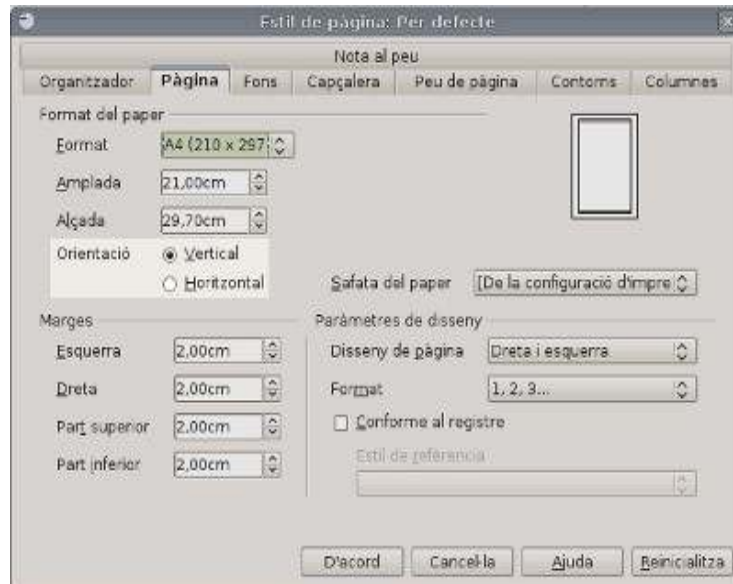 Estil de pàgina: Per defecte
Nota al peu
Organitzador Pàgina Fons Capçalera Peu de pàgina Contorns Columnes
Format del paper
Format A4 (210 x 297
Amplada 21,00cm
Alçada 29,70cm
Orientació Vertical
Horitzontal
Safata del paper [De la configuració d'impre
Marges Paràmetres de disseny
Esquerra 2,00cm Disseny de pàgina Dreta i esquerra
Dreta 2,00cm Format 1, 2, 3...
Part superior 2,00cm Conforme al registre
Part inferior 2,00cm Estil de referència
D'acord Cancel·la Ajuda Reinicialitza